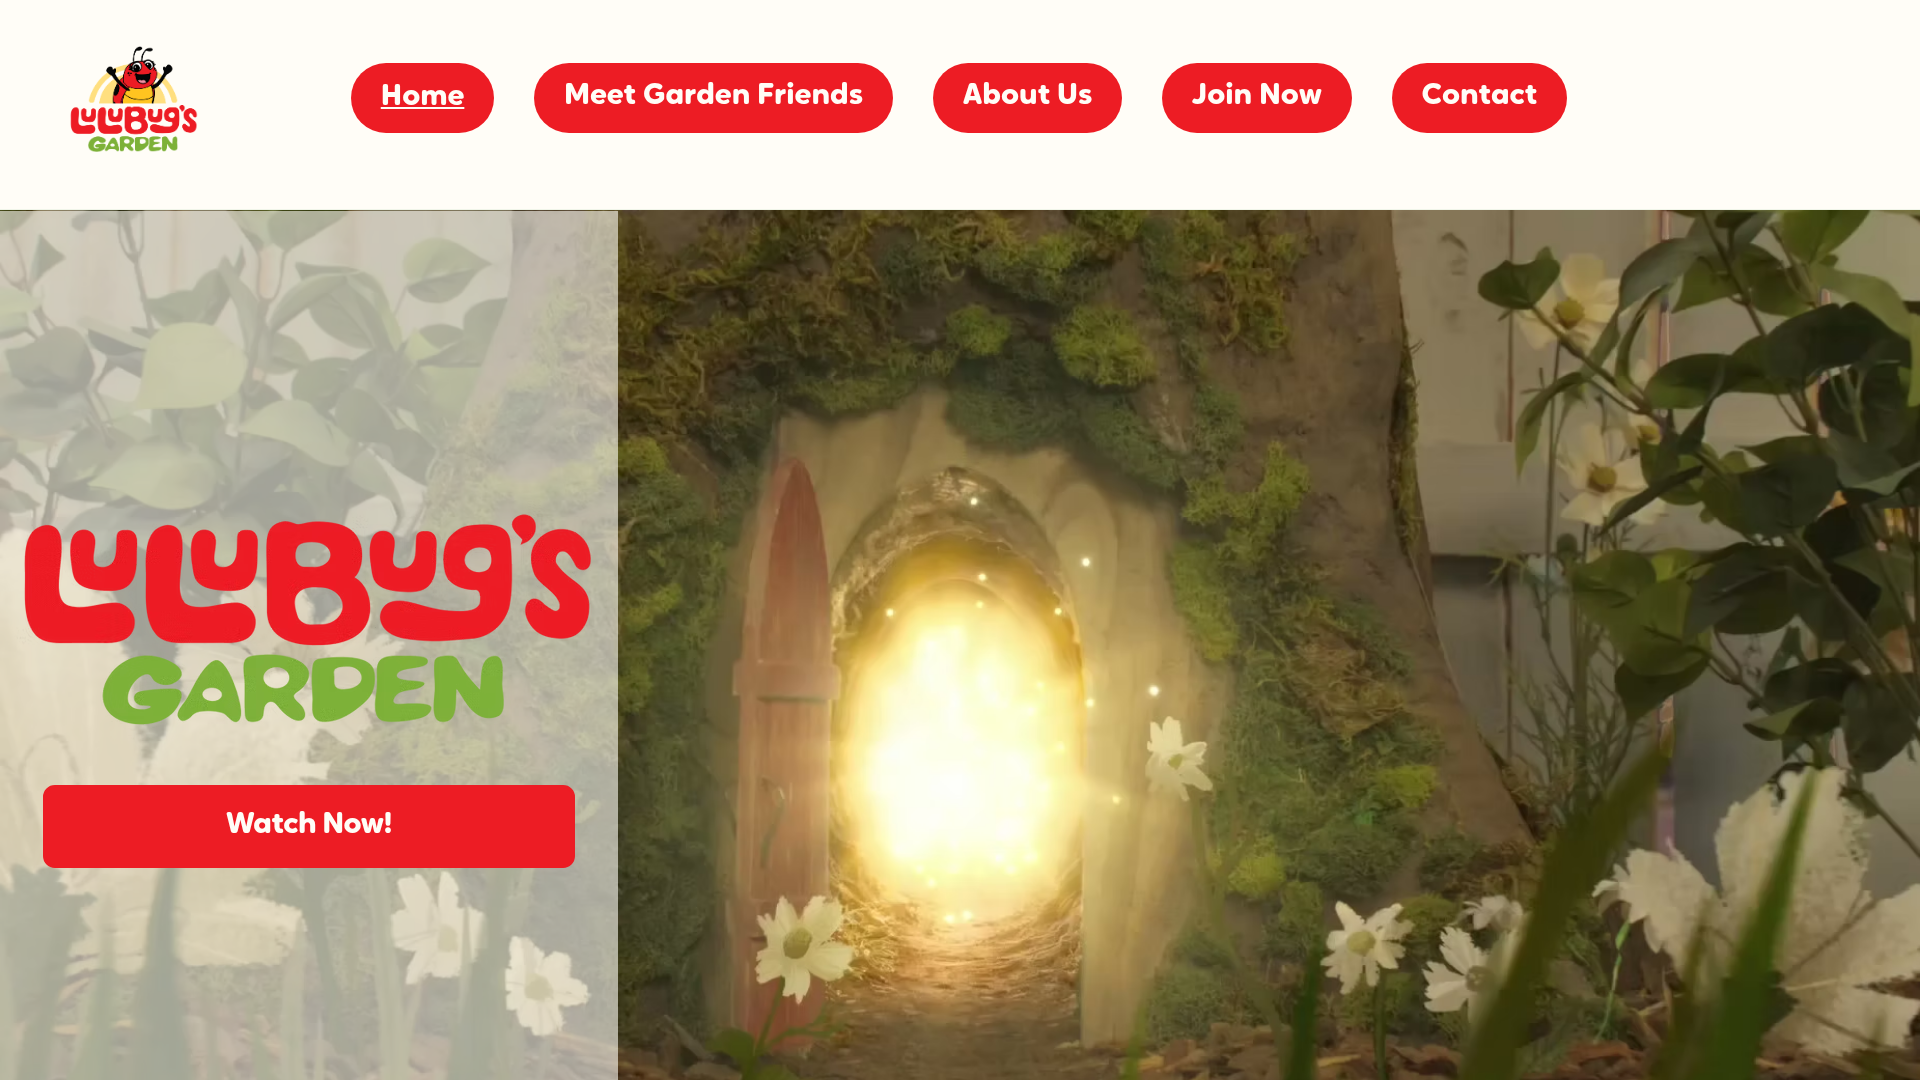 LuLuBug's
GARDEN
Home
Meet Garden Friends
About Us
Join Now
Contact
LuLuBug's
GARDEN
Watch Now!